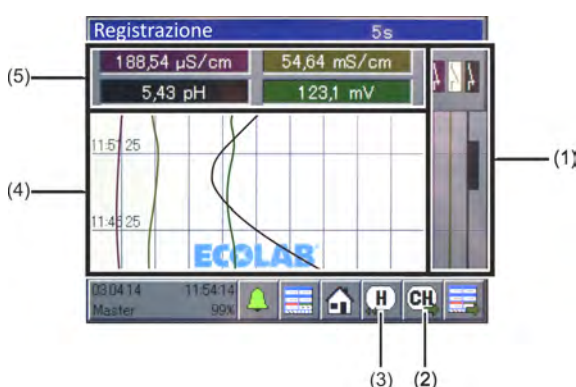 Registrazione 5s
188,54 µS/cm 54,64 mS/cm
5,43 pH 123,1 mV
(5)
(1)
11:51:25
(4)
11:46:25
ECOLAB
03.04.14 11:54:14
Master 99%
H CH
(3) (2)